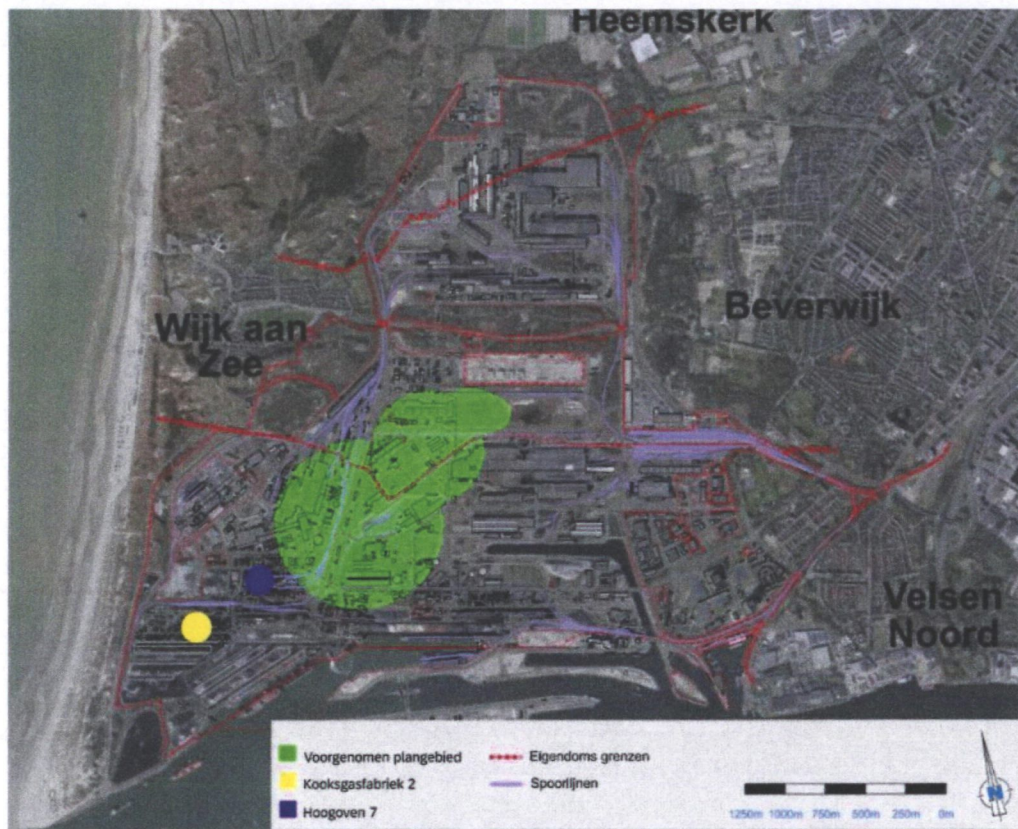 Heemskerk
Beverwijk
Wijk aan
Zee
Velsen
Noord
Voorgenomen plangebied
Kooksgasfabriek 2
Hoogoven 7
Eigendoms grenzen
Spoorlijnen
1250m 1000m 750m 500m 250m 0m
N